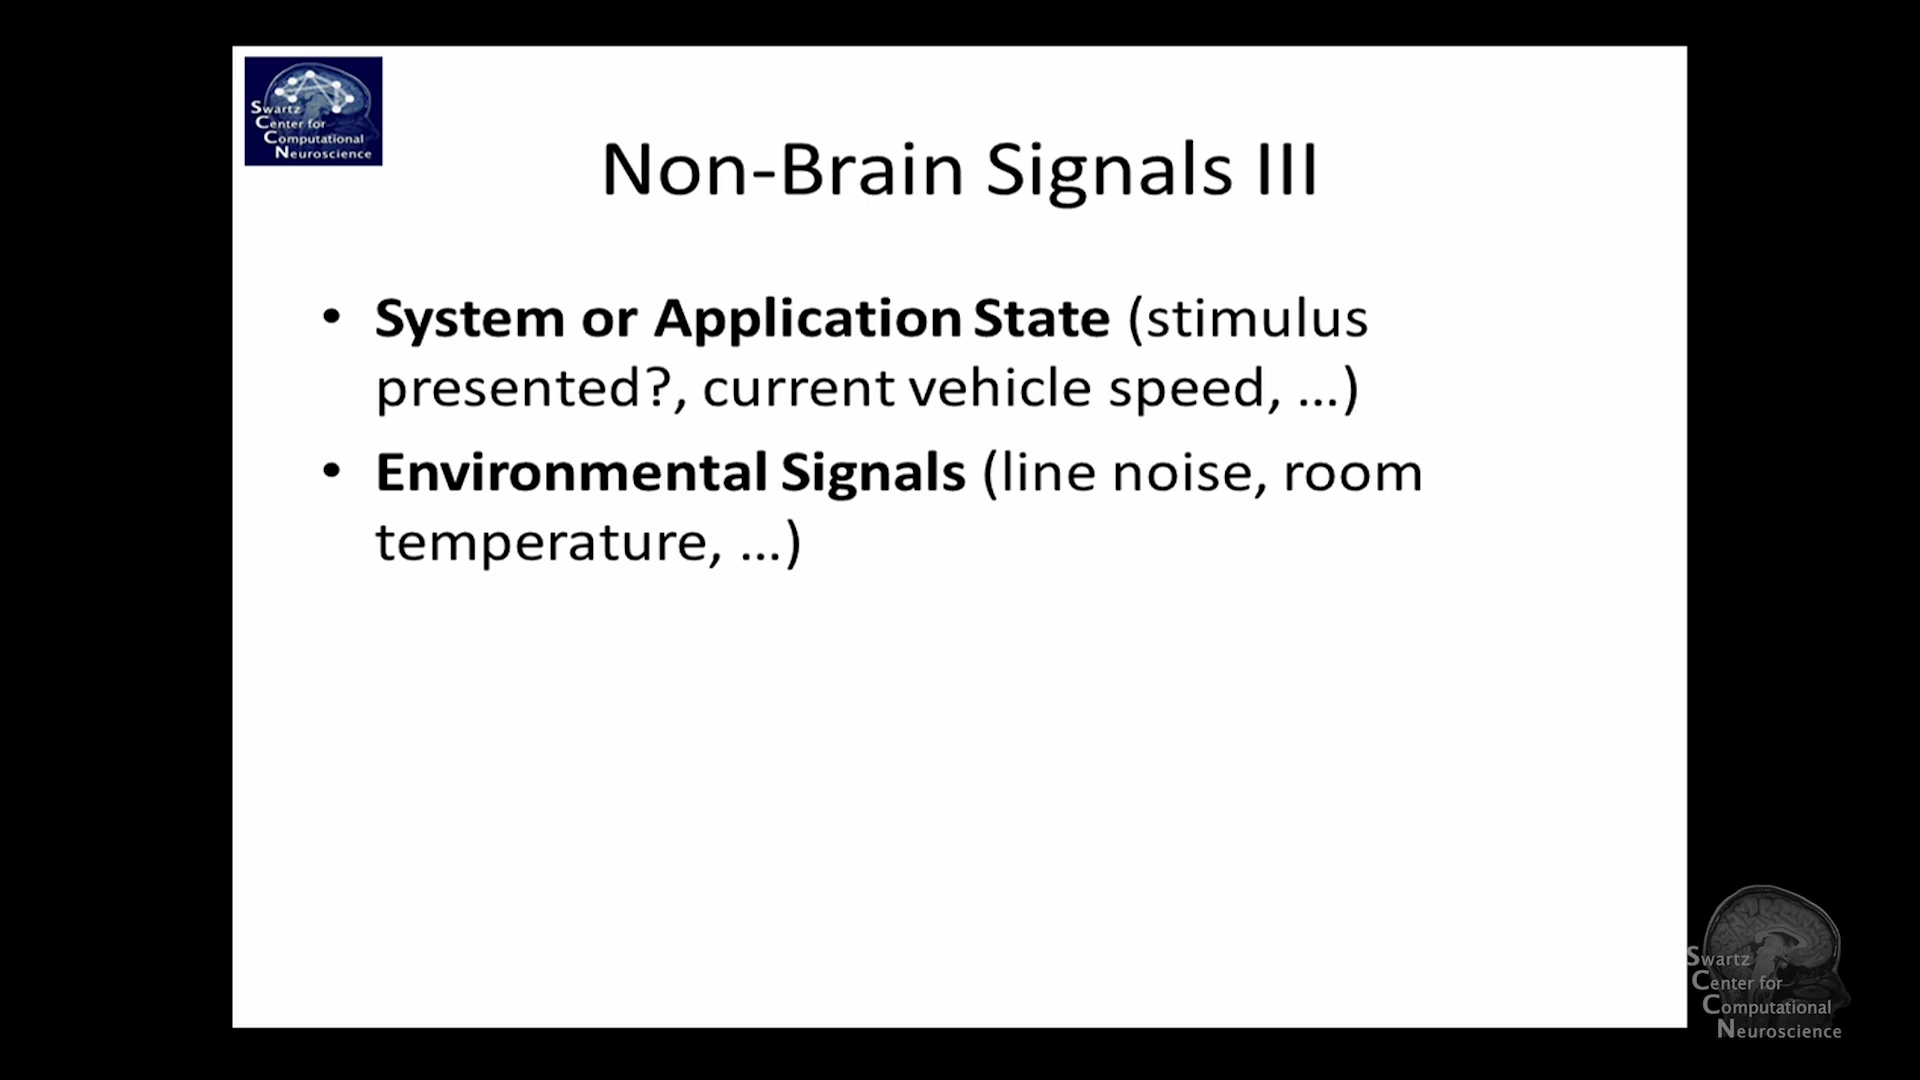 Swartz
Center for
Computational
Neuroscience
Non-Brain Signals III
• System or Application State (stimulus
presented?, current vehicle speed, ...)
• Environmental Signals (line noise, room
temperature, ...)
Swartz
Center for
Computational
Neuroscience